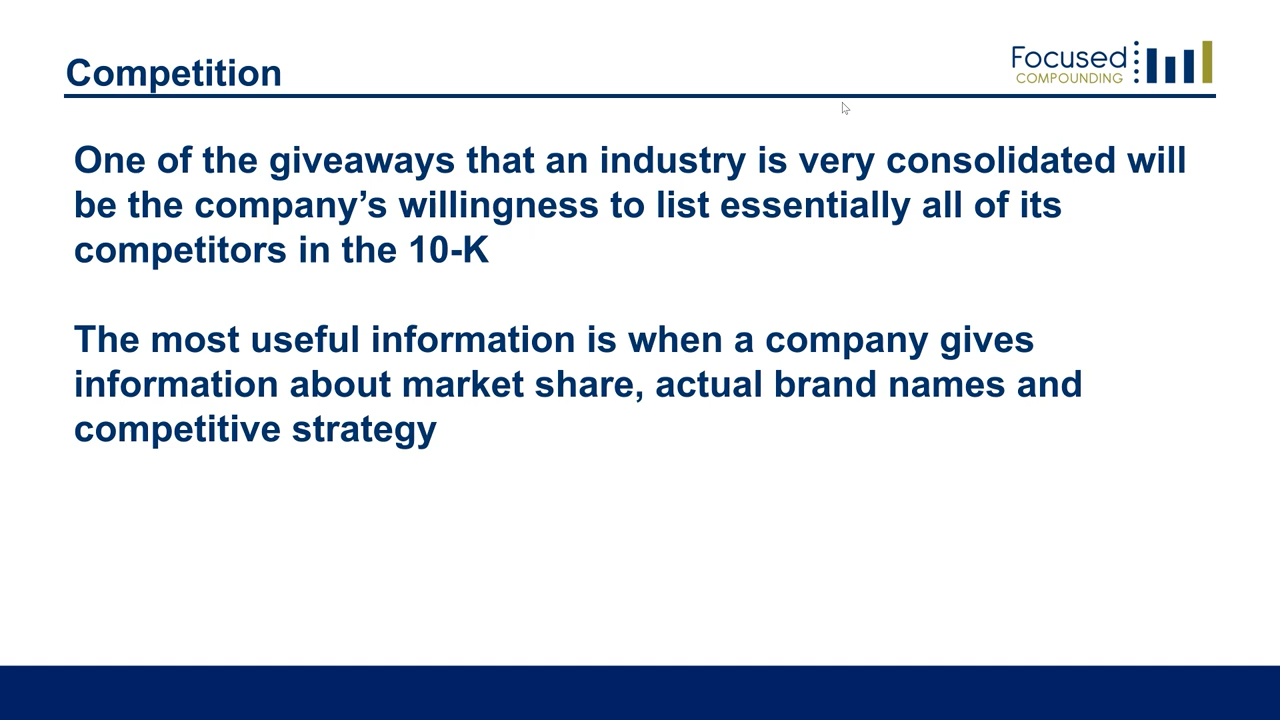 Competition
Focused
COMPOUNDING
One of the giveaways that an industry is very consolidated will
be the company’s willingness to list essentially all of its
competitors in the 10-K
The most useful information is when a company gives
information about market share, actual brand names and
competitive strategy